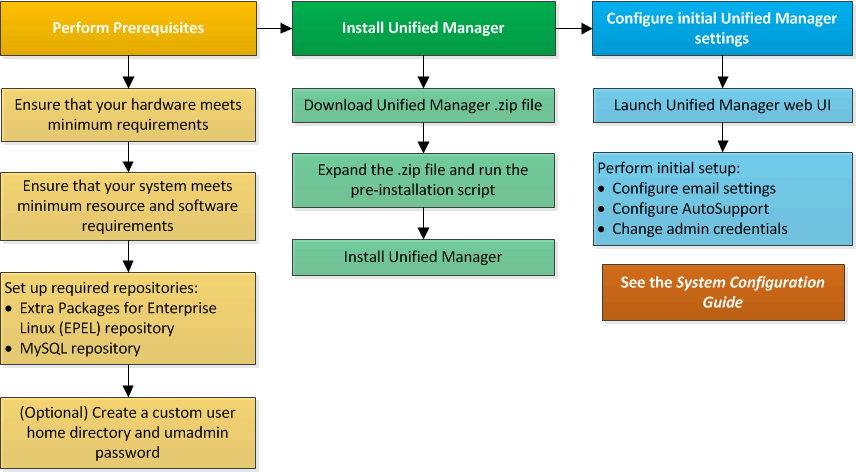 Perform Prerequisites
Ensure that your hardware meets
minimum requirements
Ensure that your system meets
minimum resource and software
requirements
Set up required repositories:
• Extra Packages for Enterprise
Linux (EPEL) repository
• MySQL repository
(Optional) Create a custom user
home directory and umadmin
password
Install Unified Manager
Download Unified Manager .zip file
Expand the .zip file and run the
pre-installation script
Install Unified Manager
Configure initial Unified Manager
settings
Launch Unified Manager web UI
Perform initial setup:
• Configure email settings
• Configure AutoSupport
• Change admin credentials
See the System Configuration
Guide